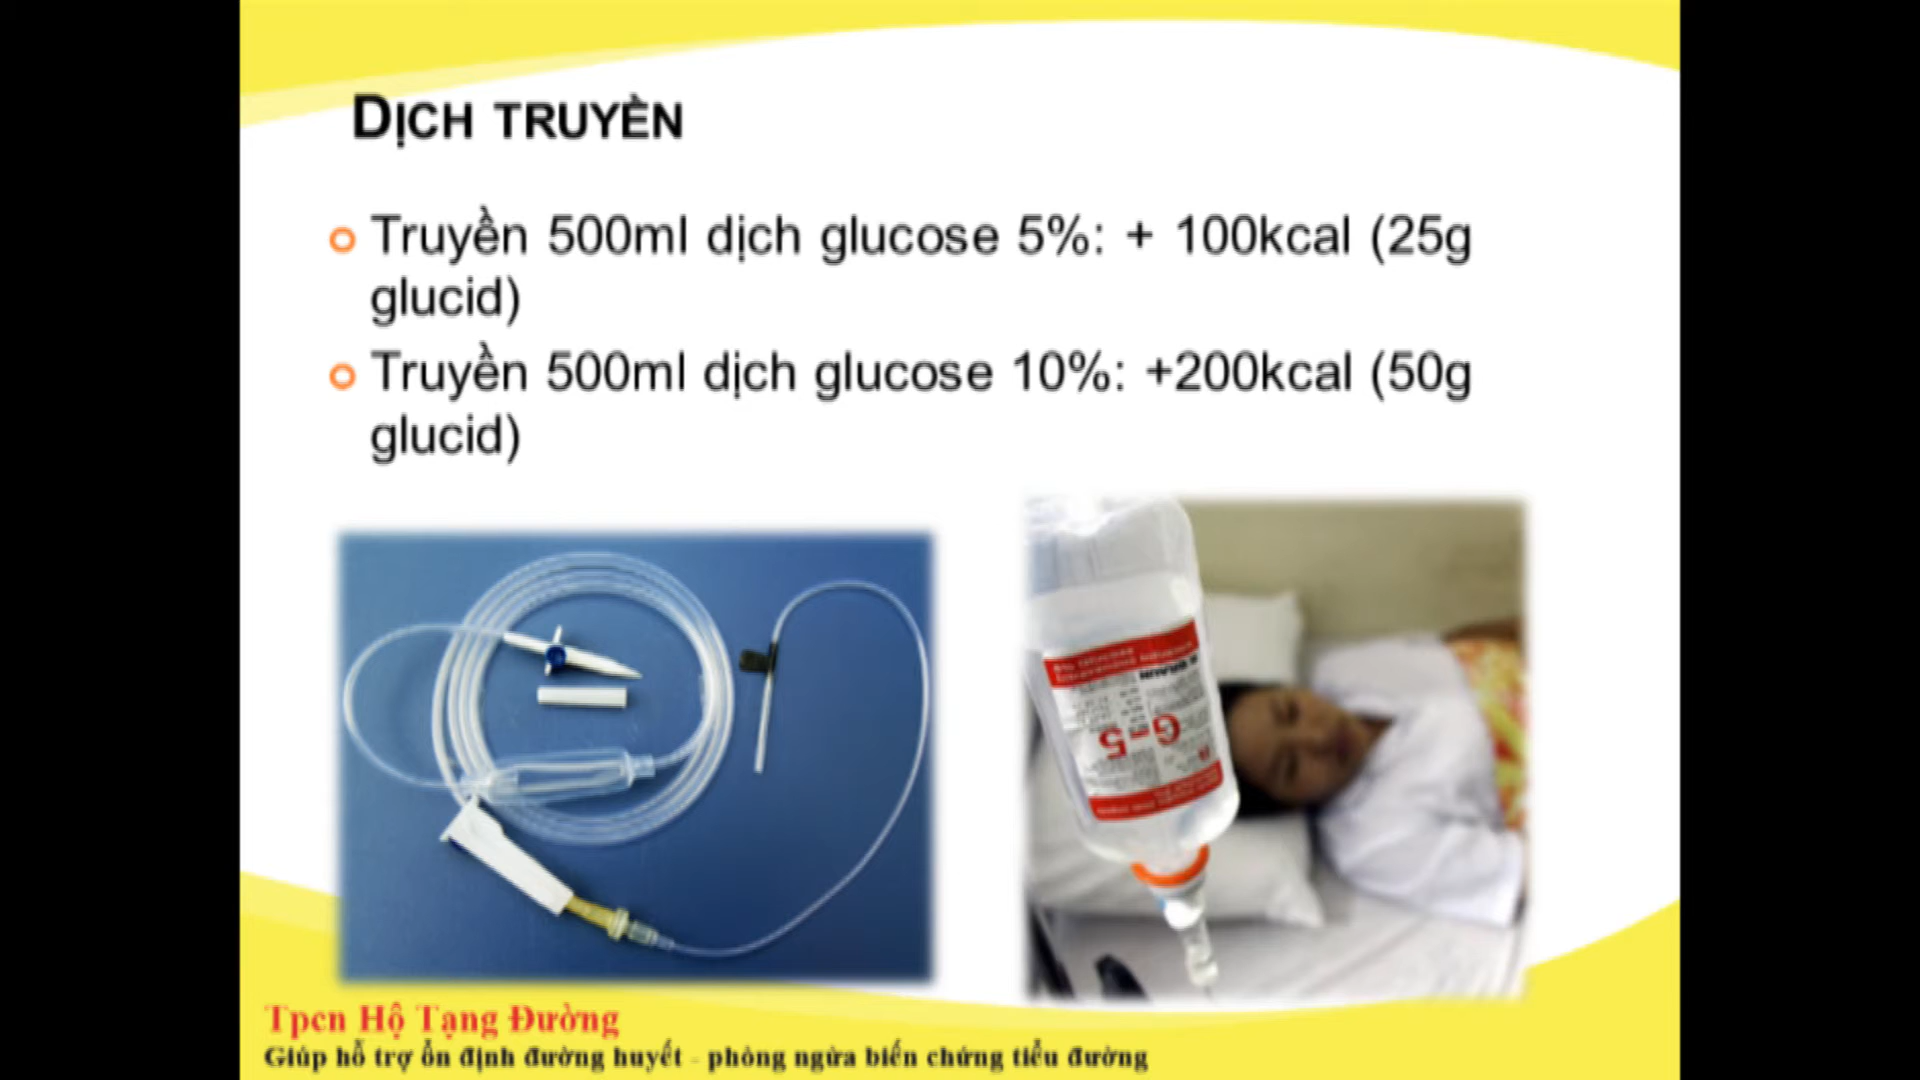 DỊCH TRUYỀN
Truyền 500ml dịch glucose 5%: + 100kcal (25g
glucid)
Truyền 500ml dịch glucose 10%: +200kcal (50g
glucid)
G-5
Tpcn Hộ Tạng Đường
Giúp hỗ trợ ổn định đường huyết - phòng ngừa biến chứng tiểu đường